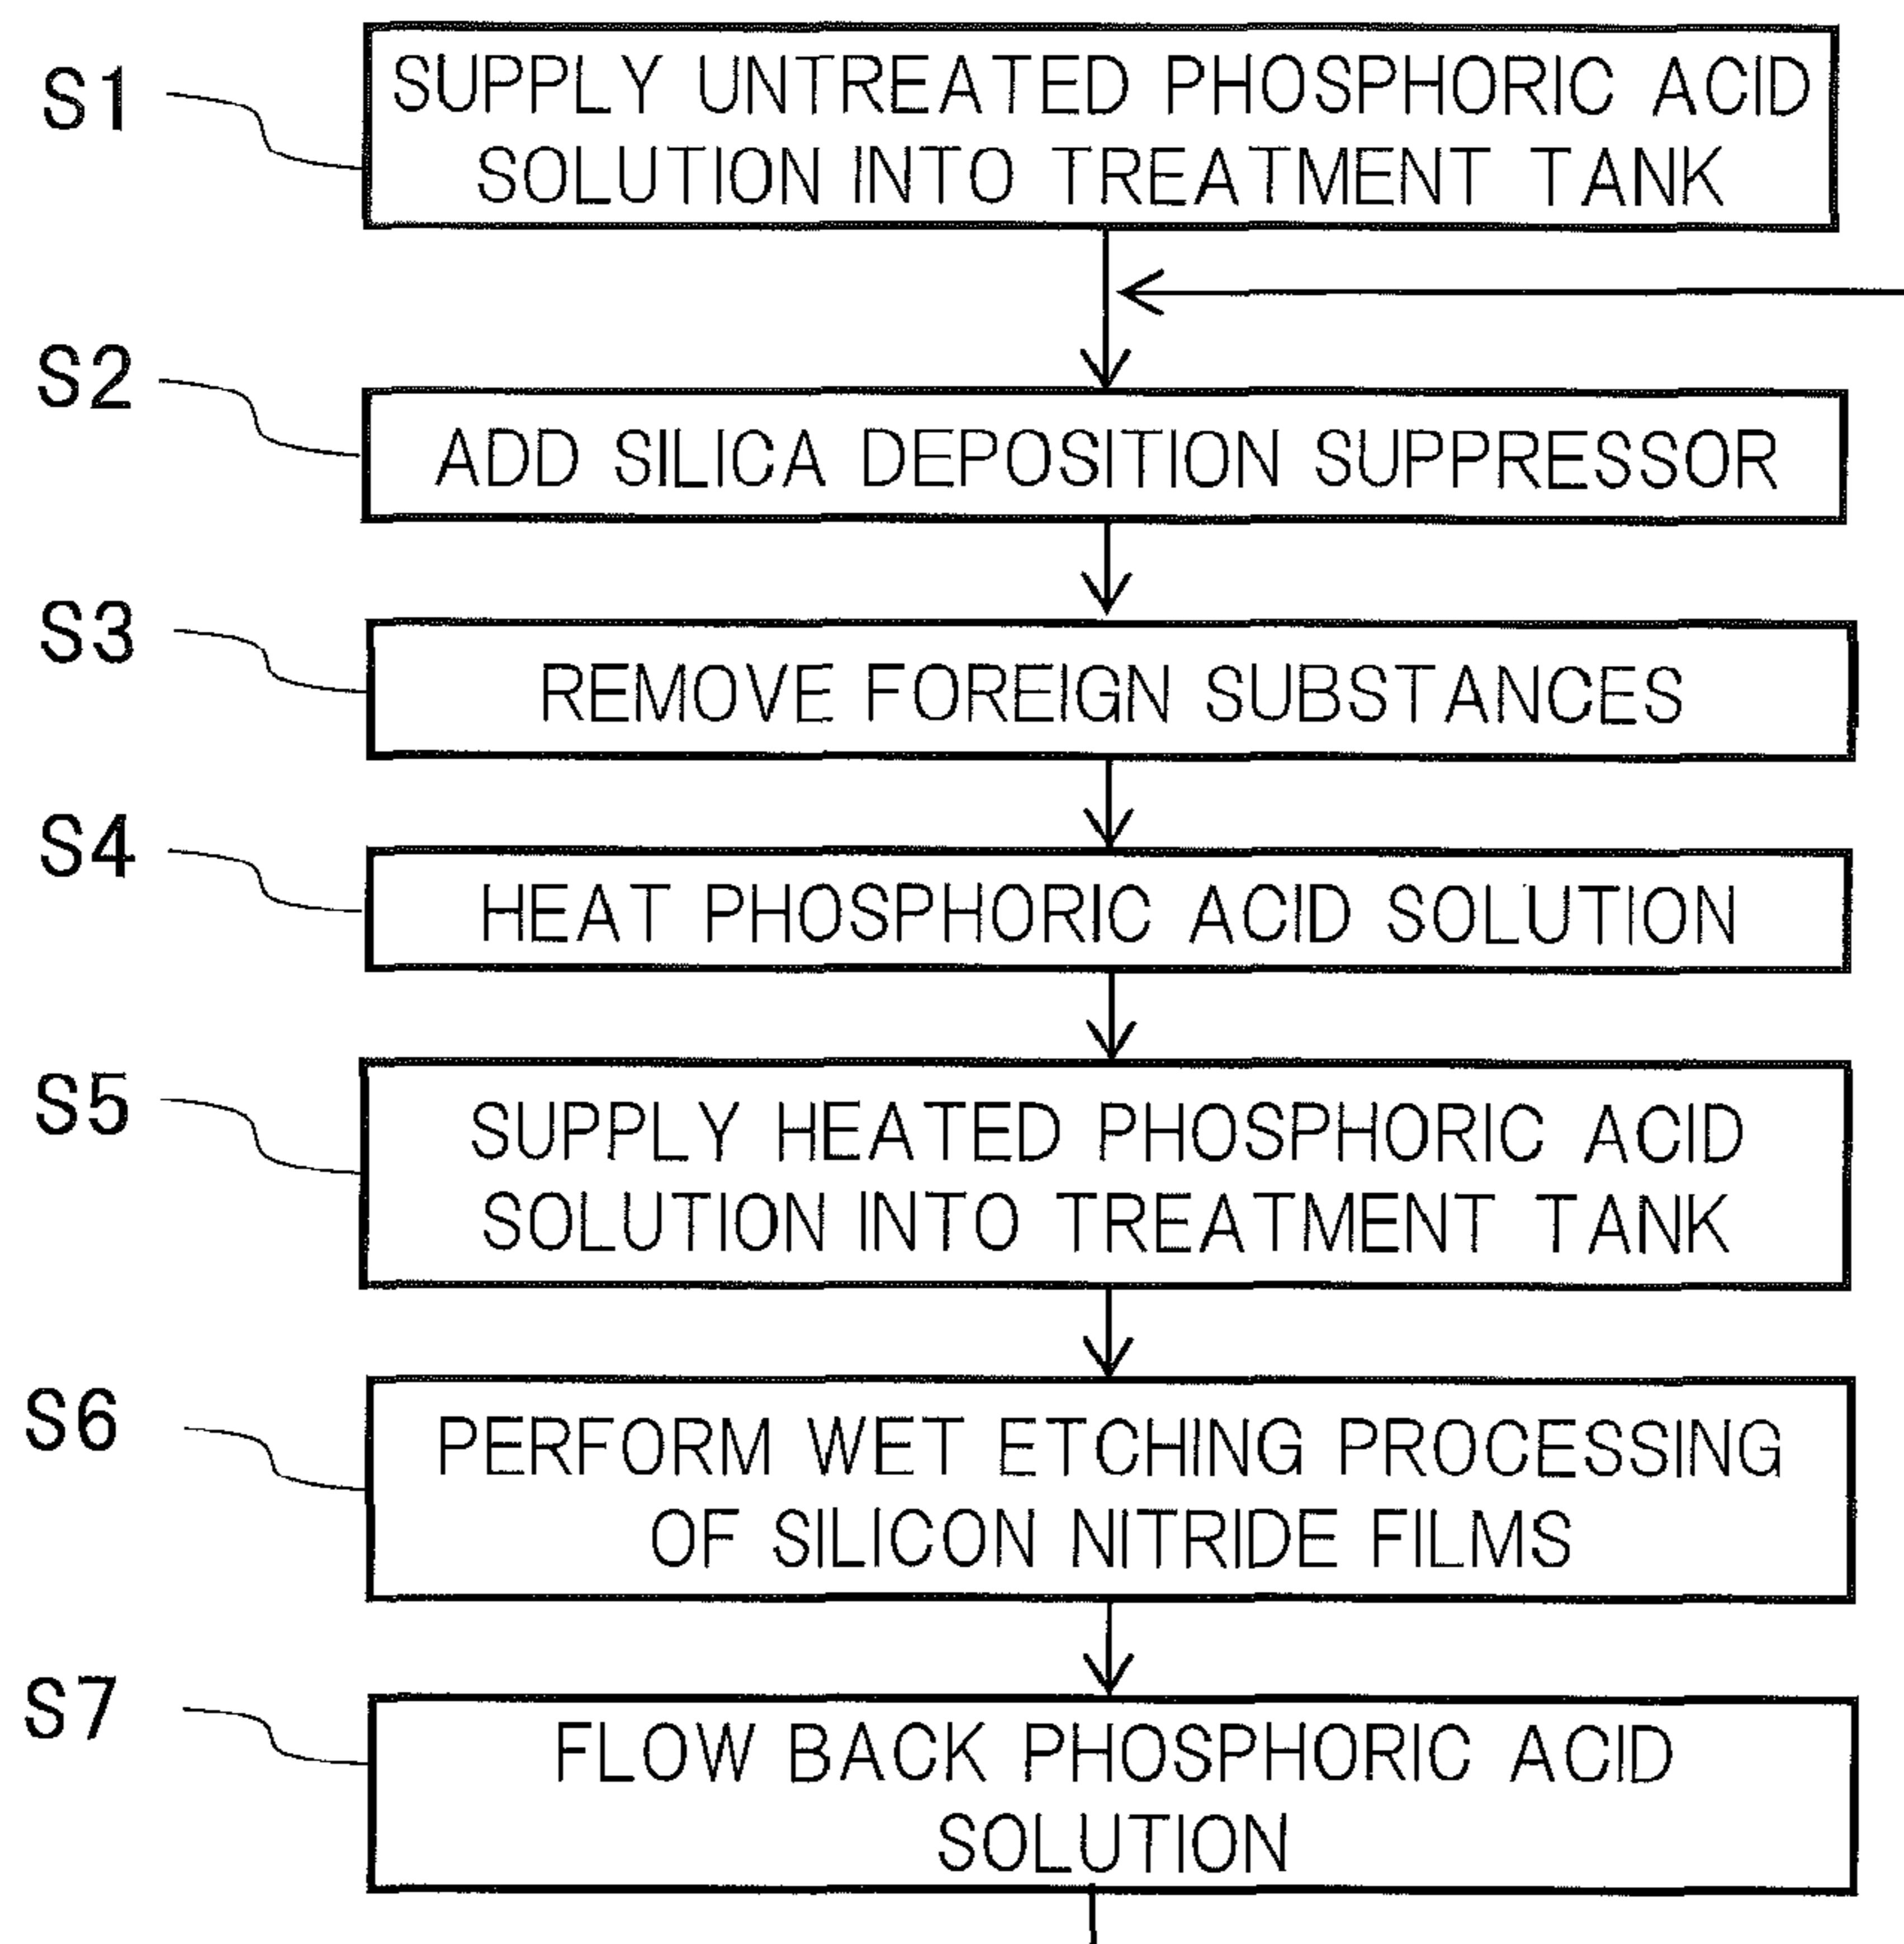 S1
SUPPLY UNTREATED PHOSPHORIC ACID
SOLUTION INTO TREATMENT TANK
S2
ADD SILICA DEPOSITION SUPPRESSOR
S3
REMOVE FOREIGN SUBSTANCES
S4
HEAT PHOSPHORIC ACID SOLUTION
S5
SUPPLY HEATED PHOSPHORIC ACID
SOLUTION INTO TREATMENT TANK
S6
PERFORM WET ETCHING PROCESSING
OF SILICON NITRIDE FILMS
S7
FLOW BACK PHOSPHORIC ACID
SOLUTION